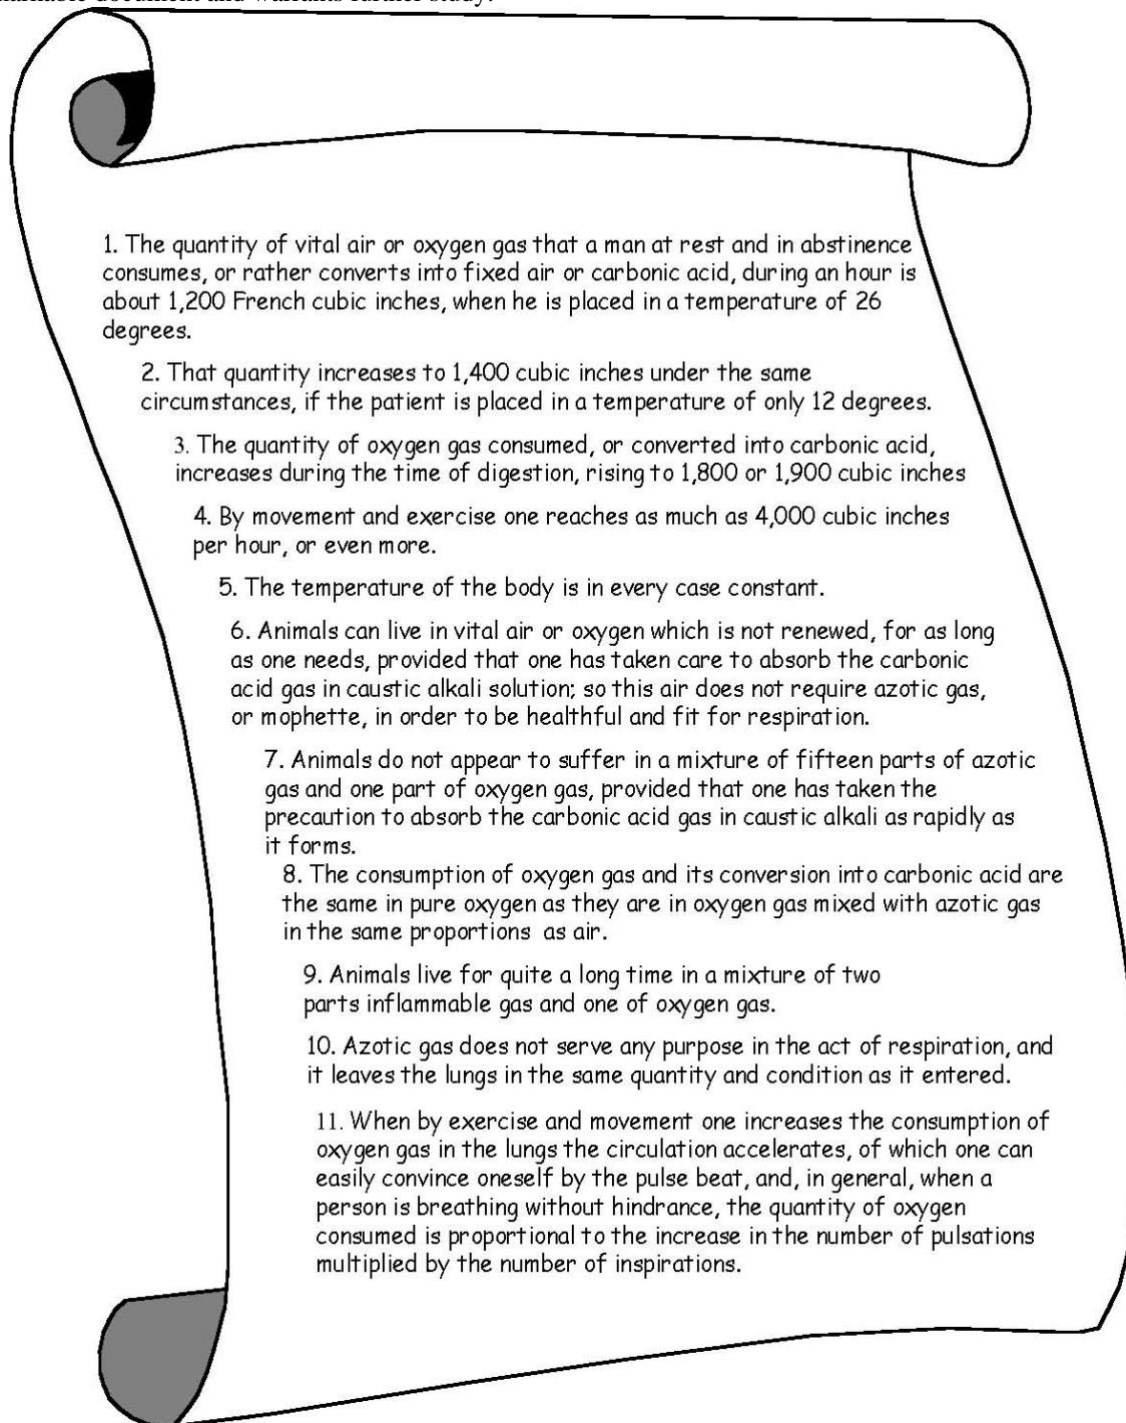 document and warrants further study.
1. The quantity of vital air or oxygen gas that a man at rest and in abstinence
consumes, or rather converts into fixed air or carbonic acid, during an hour is
about 1,200 French cubic inches, when he is placed in a temperature of 26
degrees.
2. That quantity increases to 1,400 cubic inches under the same
circumstances, if the patient is placed in a temperature of only 12 degrees.
3. The quantity of oxygen gas consumed, or converted into carbonic acid,
increases during the time of digestion, rising to 1,800 or 1,900 cubic inches
4. By movement and exercise one reaches as much as 4,000 cubic inches
per hour, or even more.
5. The temperature of the body is in every case constant.
6. Animals can live in vital air or oxygen which is not renewed, for as long
as one needs, provided that one has taken care to absorb the carbonic
acid gas in caustic alkali solution; so this air does not require azotic gas,
or mophette, in order to be healthful and fit for respiration.
7. Animals do not appear to suffer in a mixture of fifteen parts of azotic
gas and one part of oxygen gas, provided that one has taken the
precaution to absorb the carbonic acid gas in caustic alkali as rapidly as
it forms.
8. The consumption of oxygen gas and its conversion into carbonic acid are
the same in pure oxygen as they are in oxygen gas mixed with azotic gas
in the same proportions as air.
9. Animals live for quite a long time in a mixture of two
parts inflammable gas and one of oxygen gas.
10. Azotic gas does not serve any purpose in the act of respiration, and
it leaves the lungs in the same quantity and condition as it entered.
11. When by exercise and movement one increases the consumption of
oxygen gas in the lungs the circulation accelerates, of which one can
easily convince oneself by the pulse beat, and, in general, when a
person is breathing without hindrance, the quantity of oxygen
consumed is proportional to the increase in the number of pulsations
multiplied by the number of inspirations.